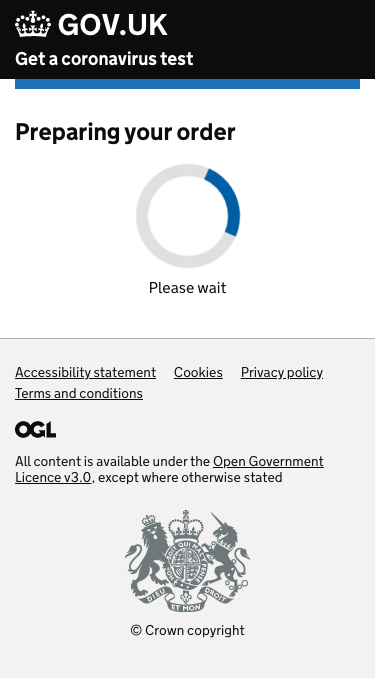 GOV.UK
Get a coronavirus test
Preparing your order
Please wait
Accessibility statement Cookies Privacy policy
Terms and conditions
OGL
All content is available under the Open Government
Licence v3.0, except where otherwise stated
DIEU ET MON DROIT
© Crown copyright